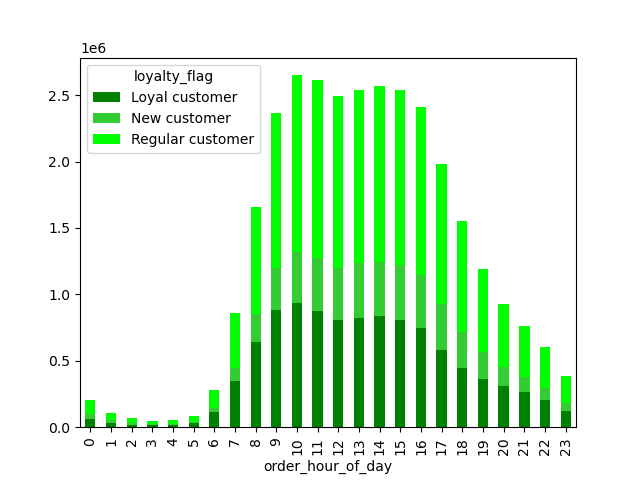 1e6
loyalty_flag
Loyal customer
New customer
Regular customer
2.5
2.0
1.5
1.0
0.5
0.0
0 1 2 3 4 5 6 7 8 9 10 11 12 13 14 15 16 17 18 19 20 21 22 23
order_hour_of_day